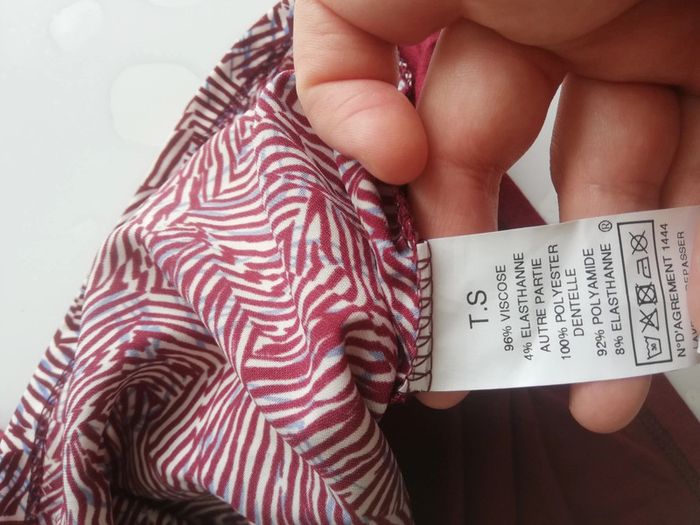 T.S
96% VISCOSE
4% ELASTHANNE
AUTRE PARTIE
100% POLYESTER
DENTELLE
92% POLYAMIDE
8% ELASTHANNE ®
N°D'AGREMENT 1444